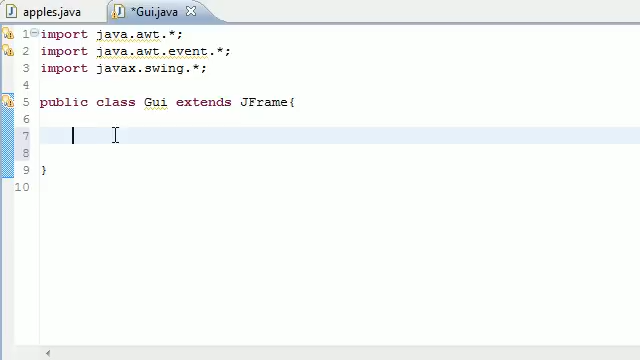 apples.java
*Gui.java
1 import java.awt.*;
2 import java.awt.event.*;
3 import javax.swing.*;
4
5 public class Gui extends JFrame{
6
7
8
9 }
10